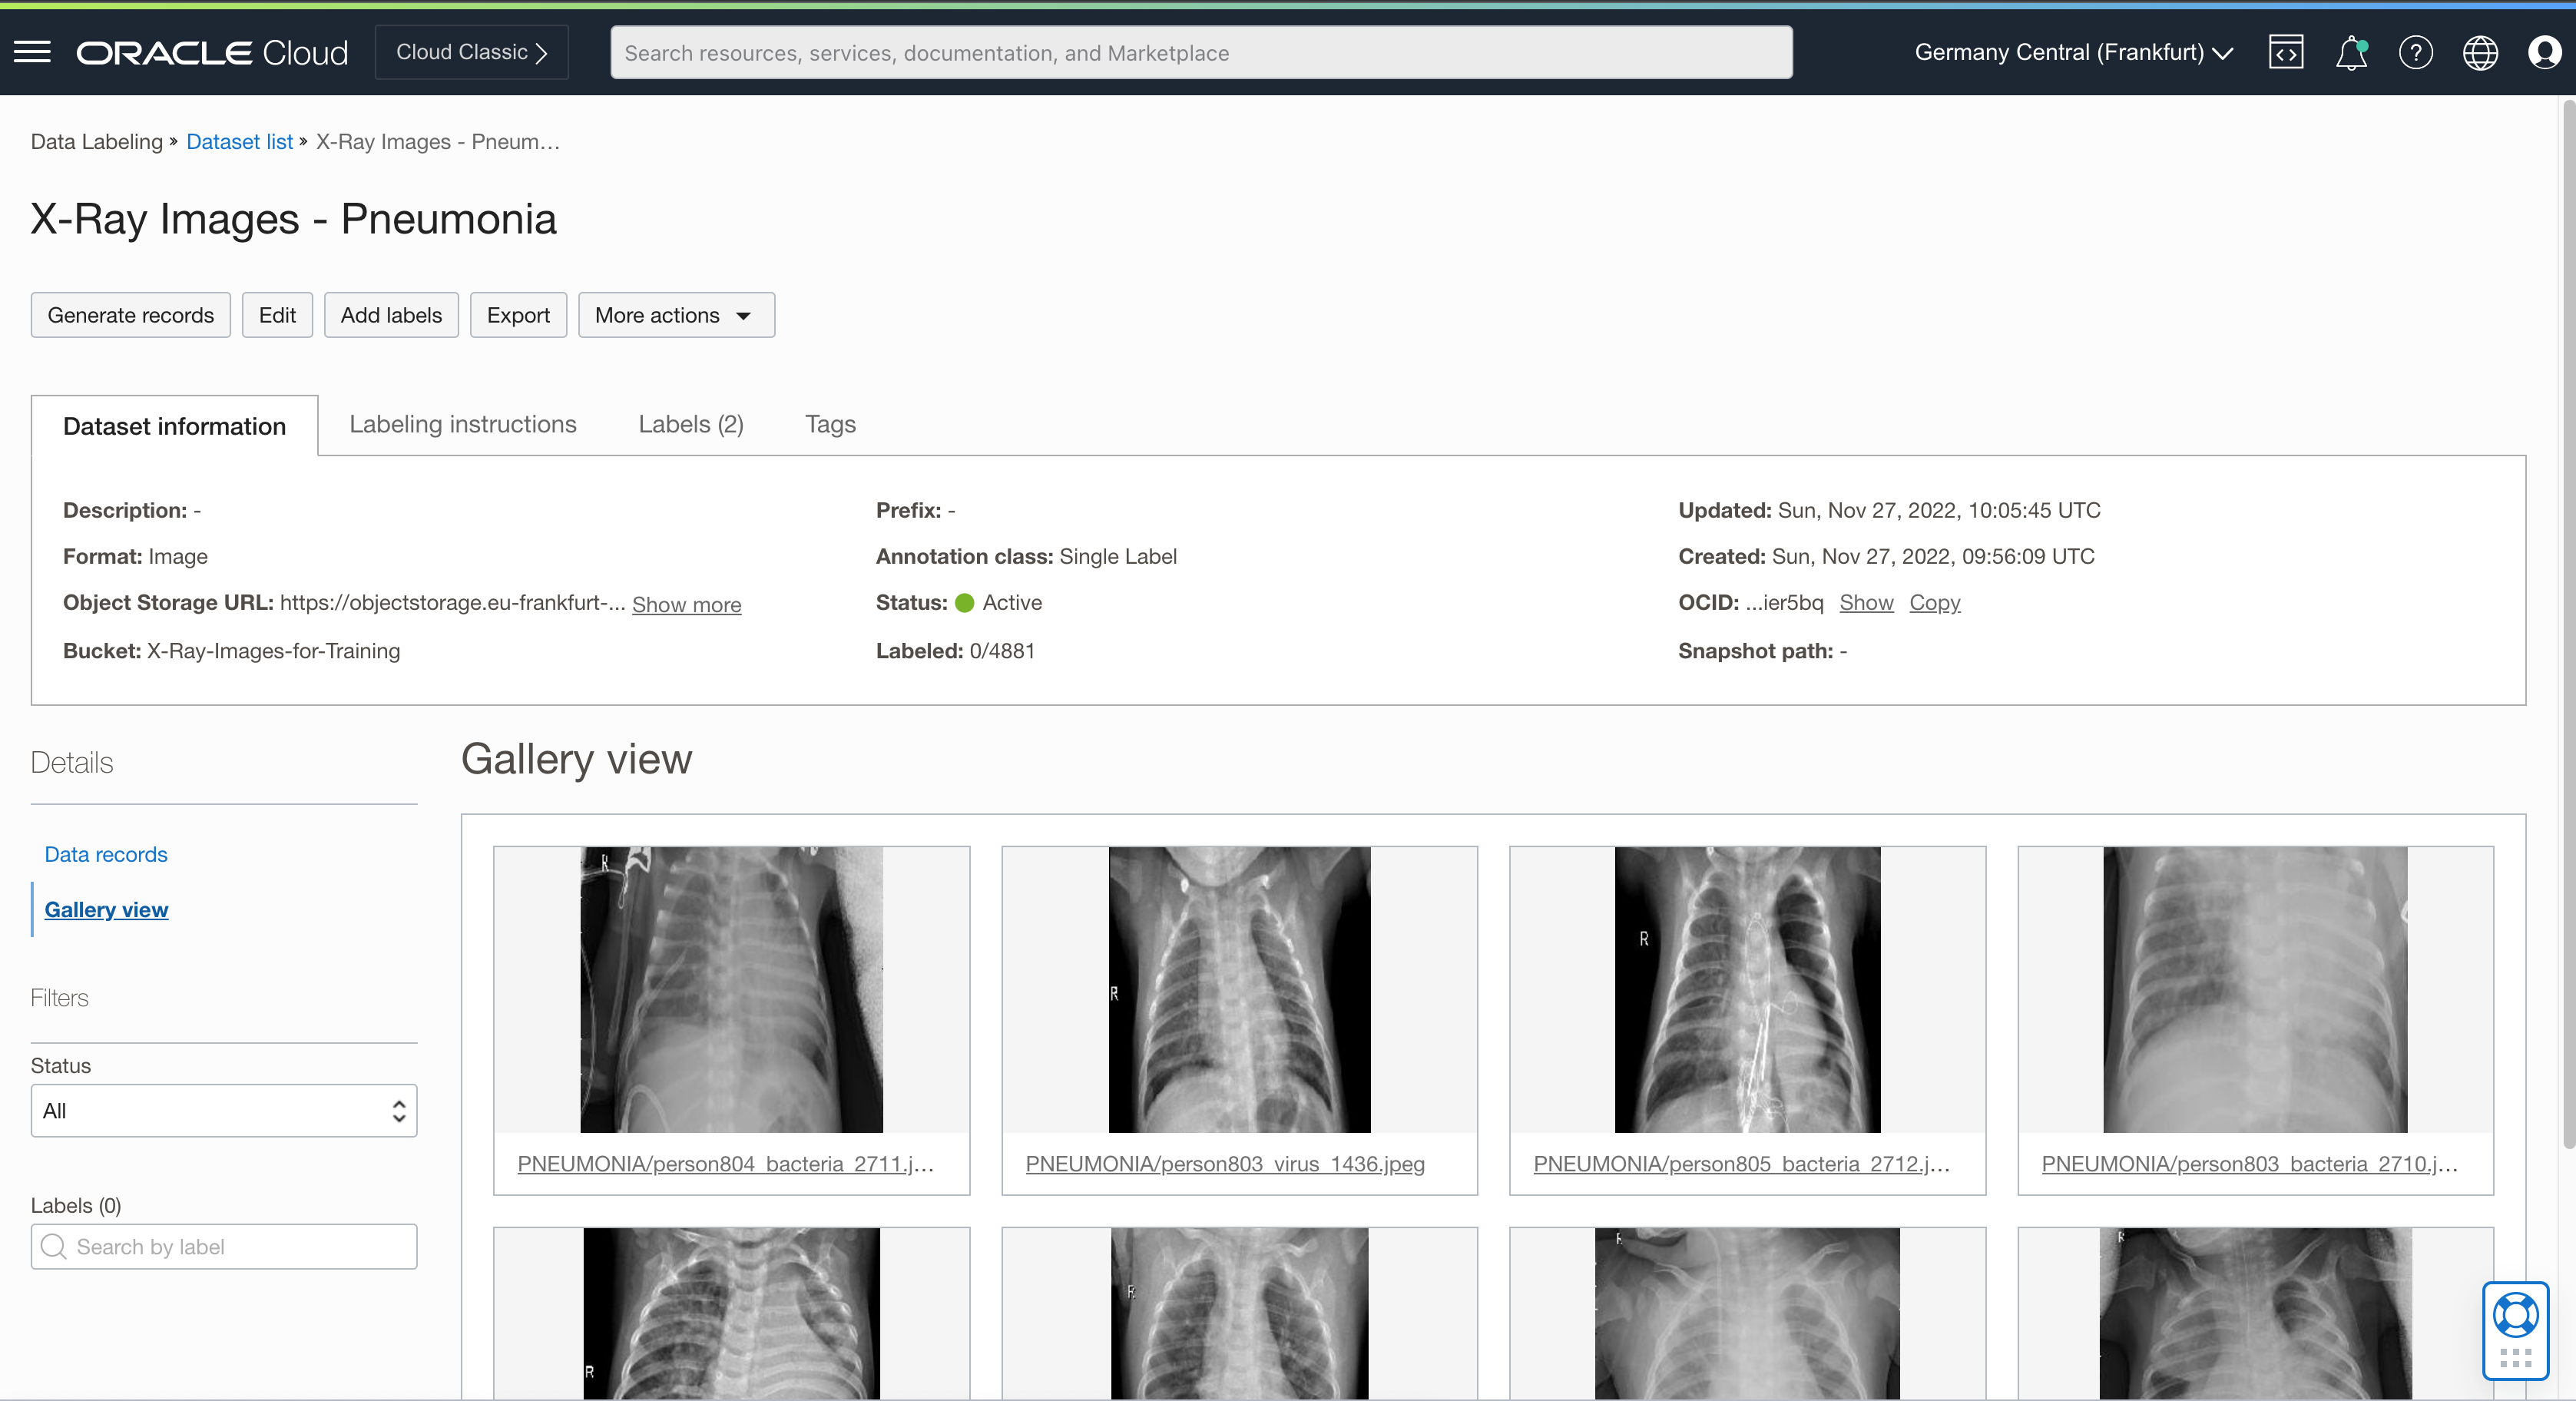 ORACLE Cloud
Cloud Classic
Search resources, services, documentation, and Marketplace
Germany Central (Frankfurt)
Data Labeling » Dataset list » X-Ray Images - Pneum...
X-Ray Images - Pneumonia
Generate records Edit Add labels Export More actions
Dataset information Labeling instructions Labels (2) Tags
Description: -
Format: Image
Object Storage URL: https://objectstorage.eu-frankfurt-... Show more
Bucket: X-Ray-Images-for-Training
Prefix: -
Annotation class: Single Label
Status: Active
Labeled: 0/4881
Updated: Sun, Nov 27, 2022, 10:05:45 UTC
Created: Sun, Nov 27, 2022, 09:56:09 UTC
OCID: ...ier5bq Show Copy
Snapshot path: -
Details
Data records
Gallery view
Filters
Status
All
Labels (0)
Search by label
Gallery view
R
R
R
PNEUMONIA/person804_bacteria_2711.j...
PNEUMONIA/person803_virus_1436.jpeg
PNEUMONIA/person805_bacteria_2712.j...
PNEUMONIA/person803_bacteria_2710.j...
R
R
R
R